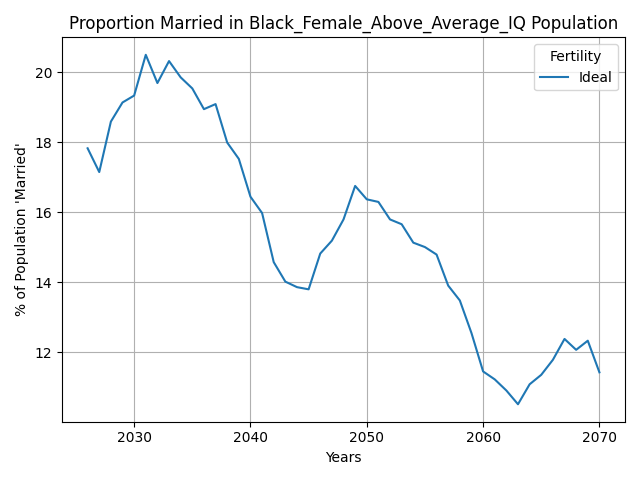 Proportion Married in Black_Female_Above_Average_IQ Population
Fertility
Ideal
% of Population 'Married'
20
18
16
14
12
2030 2040 2050 2060 2070
Years